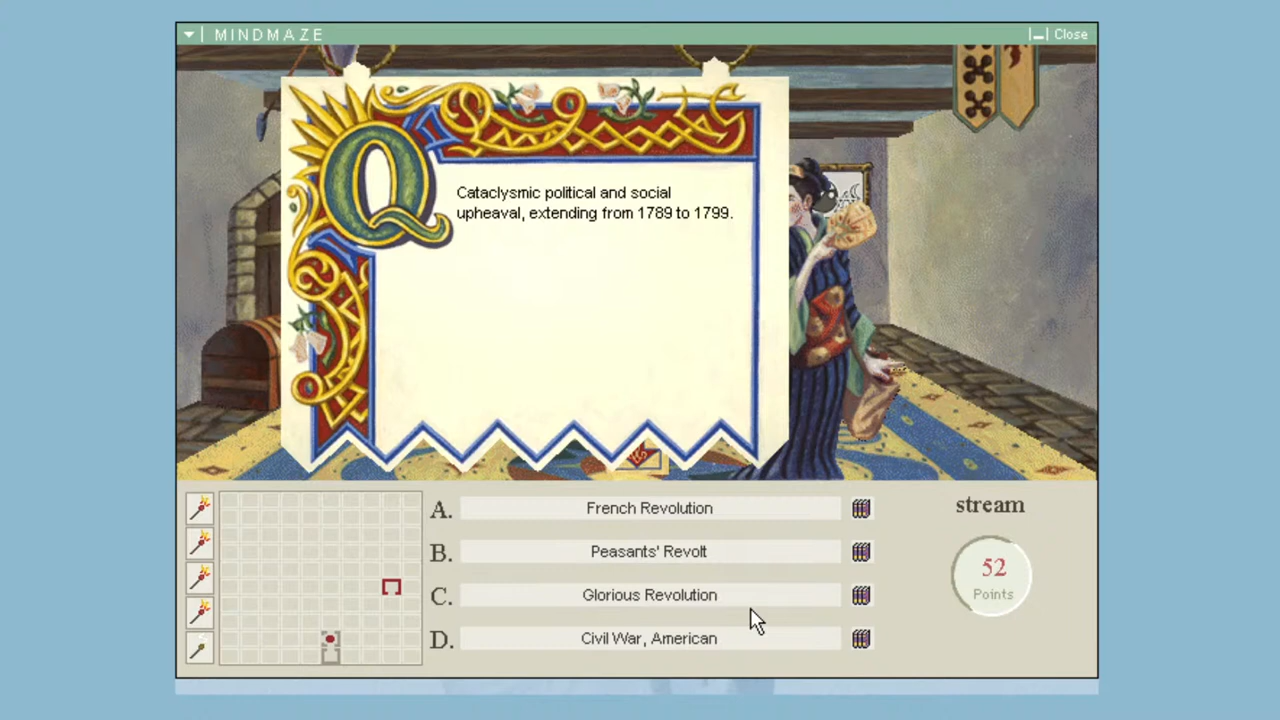 MINDMAZE
Close
Q
Cataclysmic political and social
upheaval, extending from 1789 to 1799.
A. French Revolution
B. Peasants' Revolt
C. Glorious Revolution
D. Civil War, American
stream
52
Points